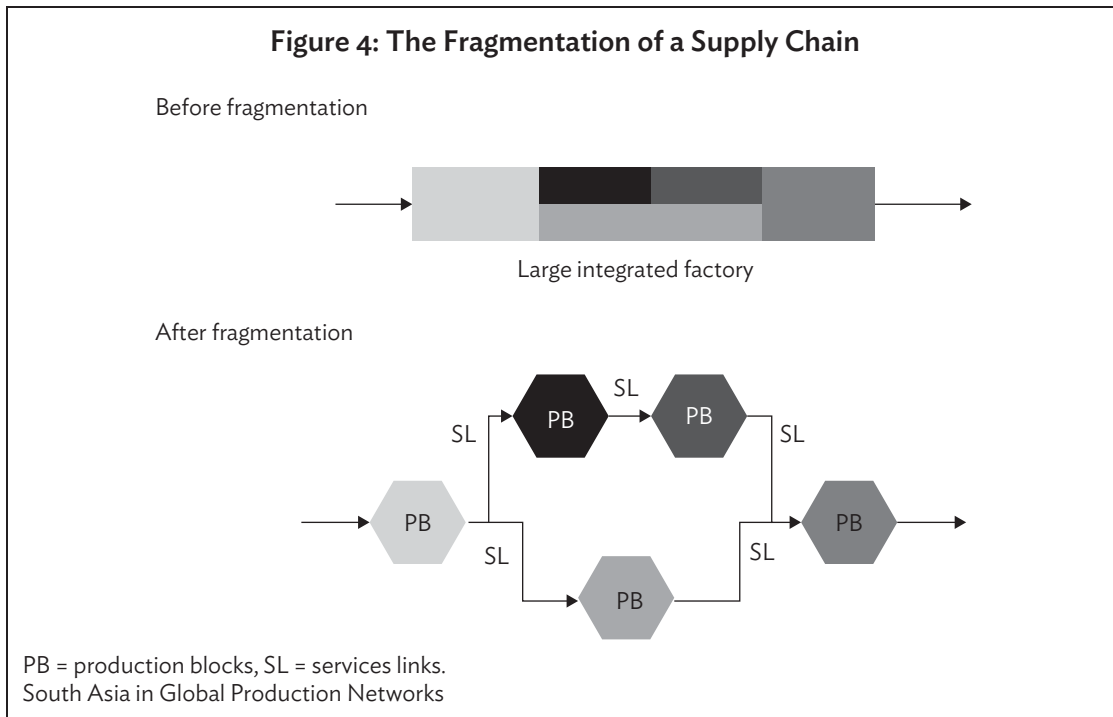 Figure 4: The Fragmentation of a Supply Chain
Before fragmentation
Large integrated factory
After fragmentation
SL
PB
PB
SL
SL
PB
PB
SL
SL
PB
PB = production blocks, SL = services links.
South Asia in Global Production Networks